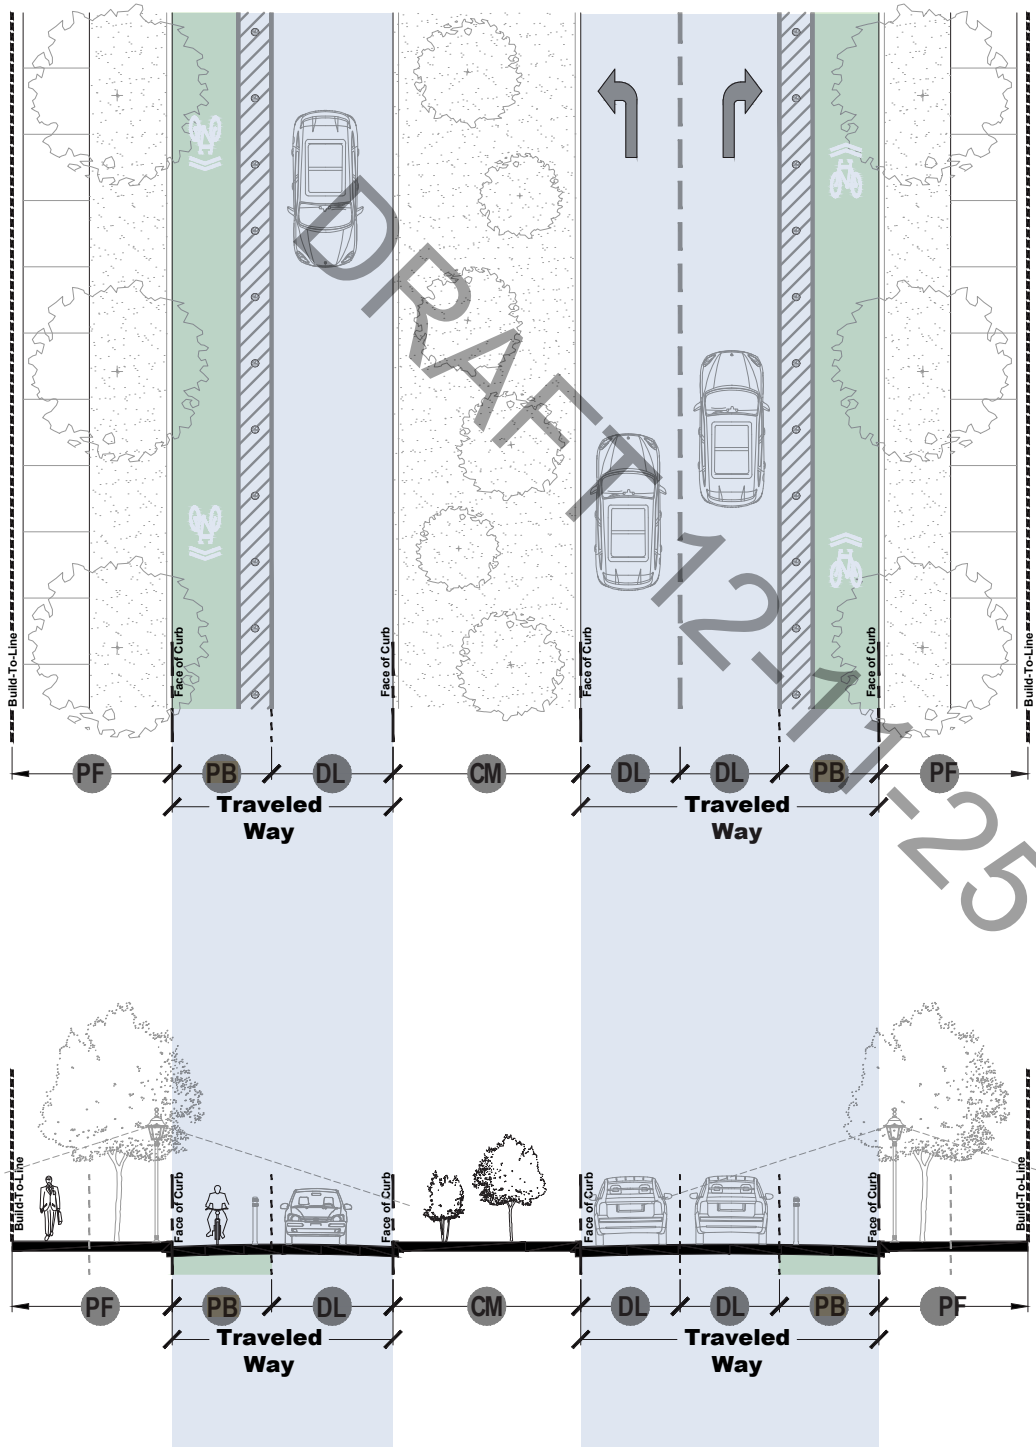 DRAFT 12-11-25
Build-To-Line
Face of Curb
Face of Curb
Face of Curb
Face of Curb
Build-To-Line
PF PB DL CM DL DL PB PF
Traveled Way
Traveled Way
Build-To-Line
Face of Curb
Face of Curb
Face of Curb
Face of Curb
Build-To-Line
PF PB DL CM DL DL PB PF
Traveled Way
Traveled Way